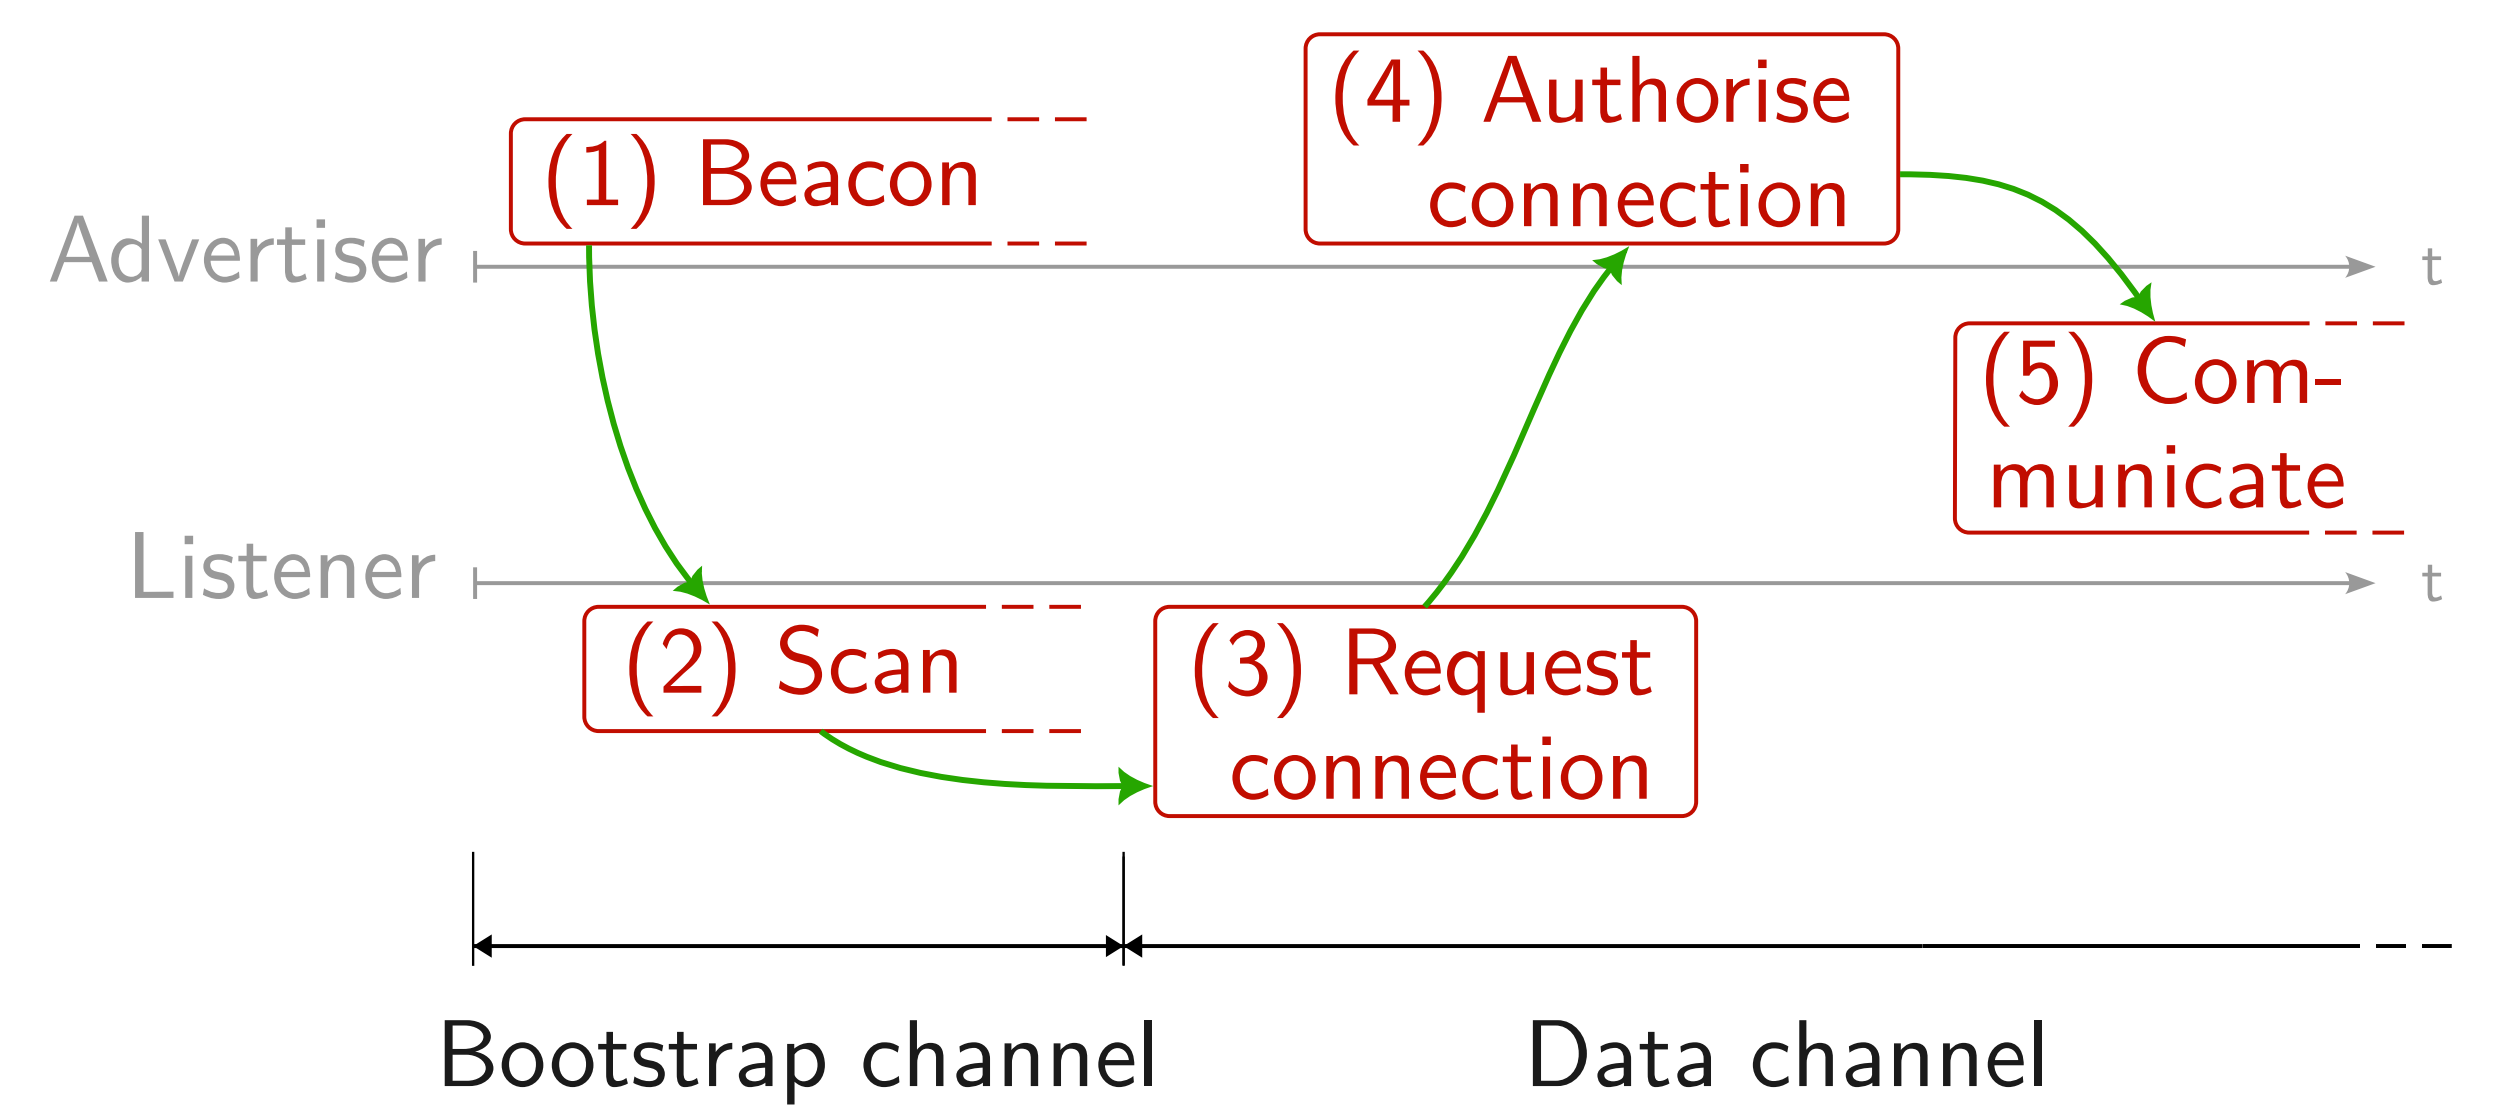 (4) Authorise
connection
(1) Beacon
Advertiser
t
(5) Com-
municate
Listener
t
(2) Scan
(3) Request
connection
Bootstrap channel
Data channel